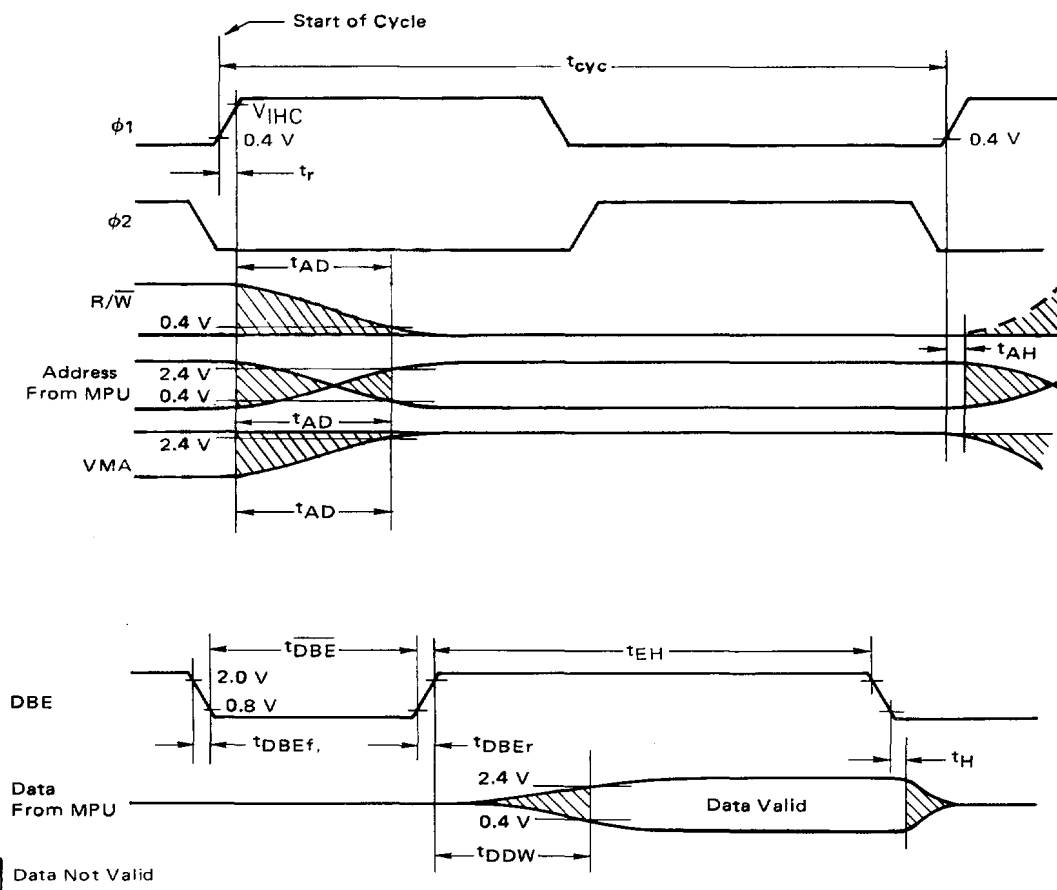 Start of Cycle
tcyc
ϕ1
VIHC
0.4 V
0.4 V
tr
ϕ2
tAD
R/W̅
0.4 V
tAH
Address
From MPU
2.4 V
0.4 V
tAD
2.4 V
VMA
tAD
tD̅B̅E̅
tEH
DBE
2.0 V
0.8 V
tDBEf,
tDBEr
tH
Data
From MPU
2.4 V
0.4 V
Data Valid
tDDW
Data Not Valid